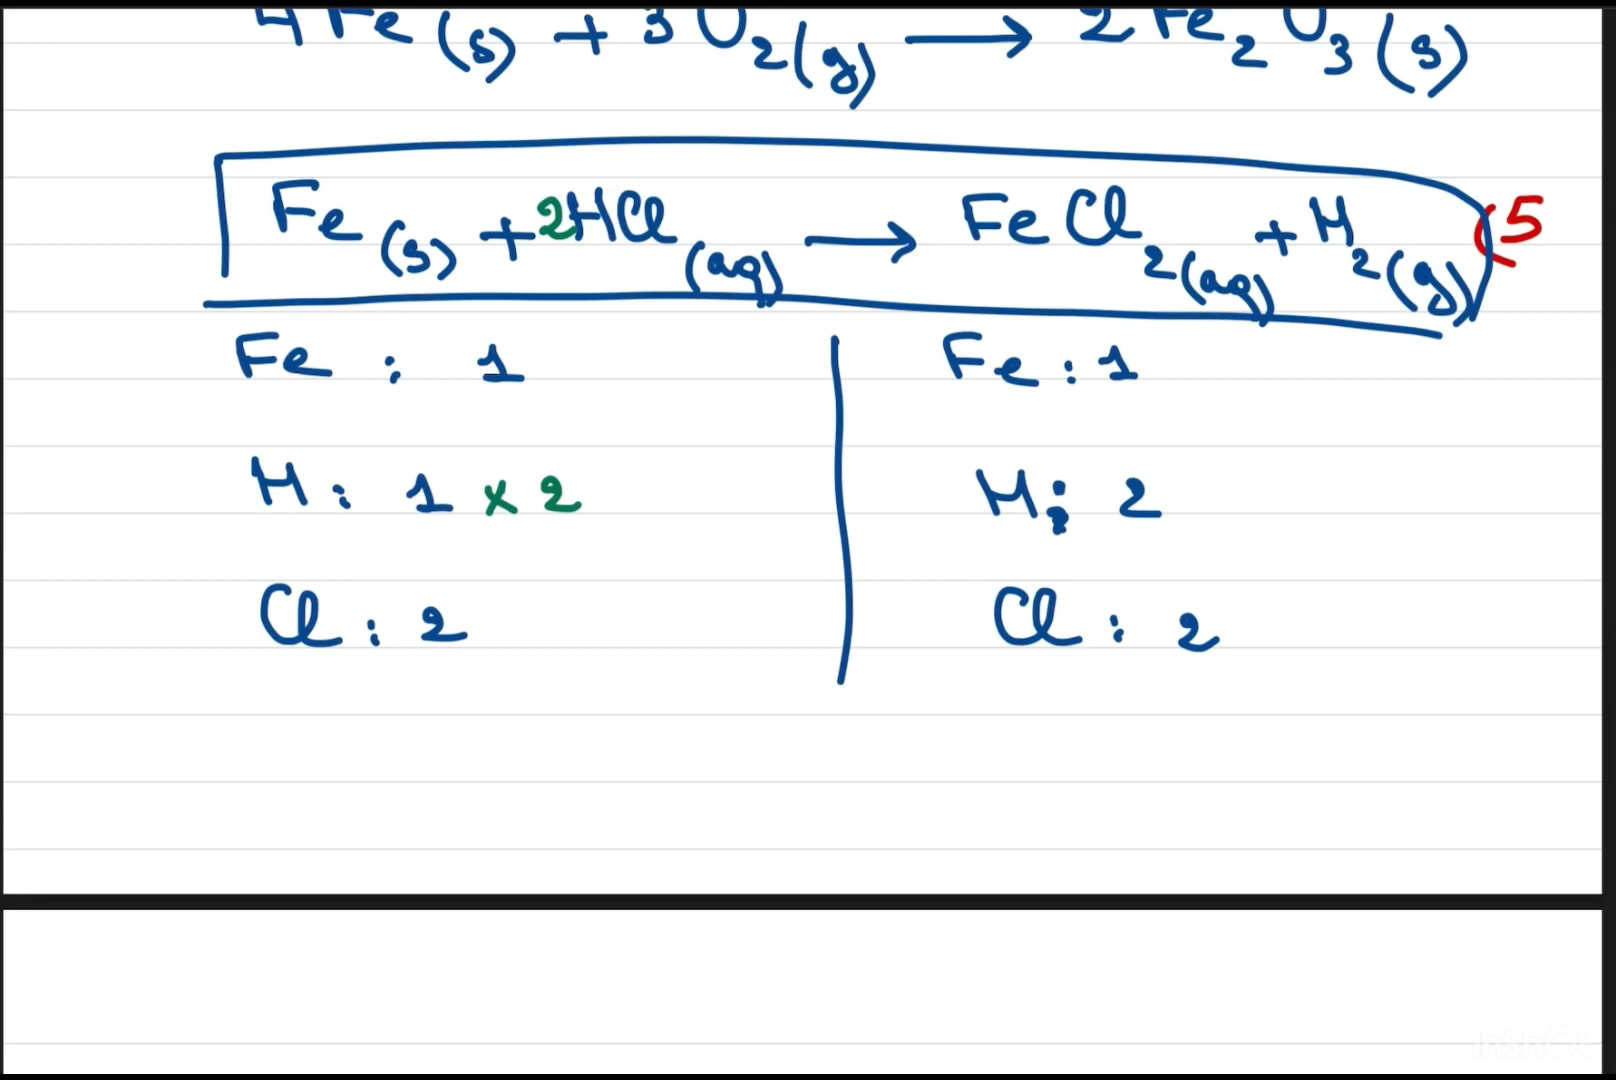 4Fe(s) + 3O2(g) → 2Fe2O3(s)
Fe(s) + 2HCl(aq) → FeCl2(aq) + H2(g) (5
Fe : 1 Fe : 1
H : 1 × 2 H : 2
Cl : 2 Cl : 2
InShOt